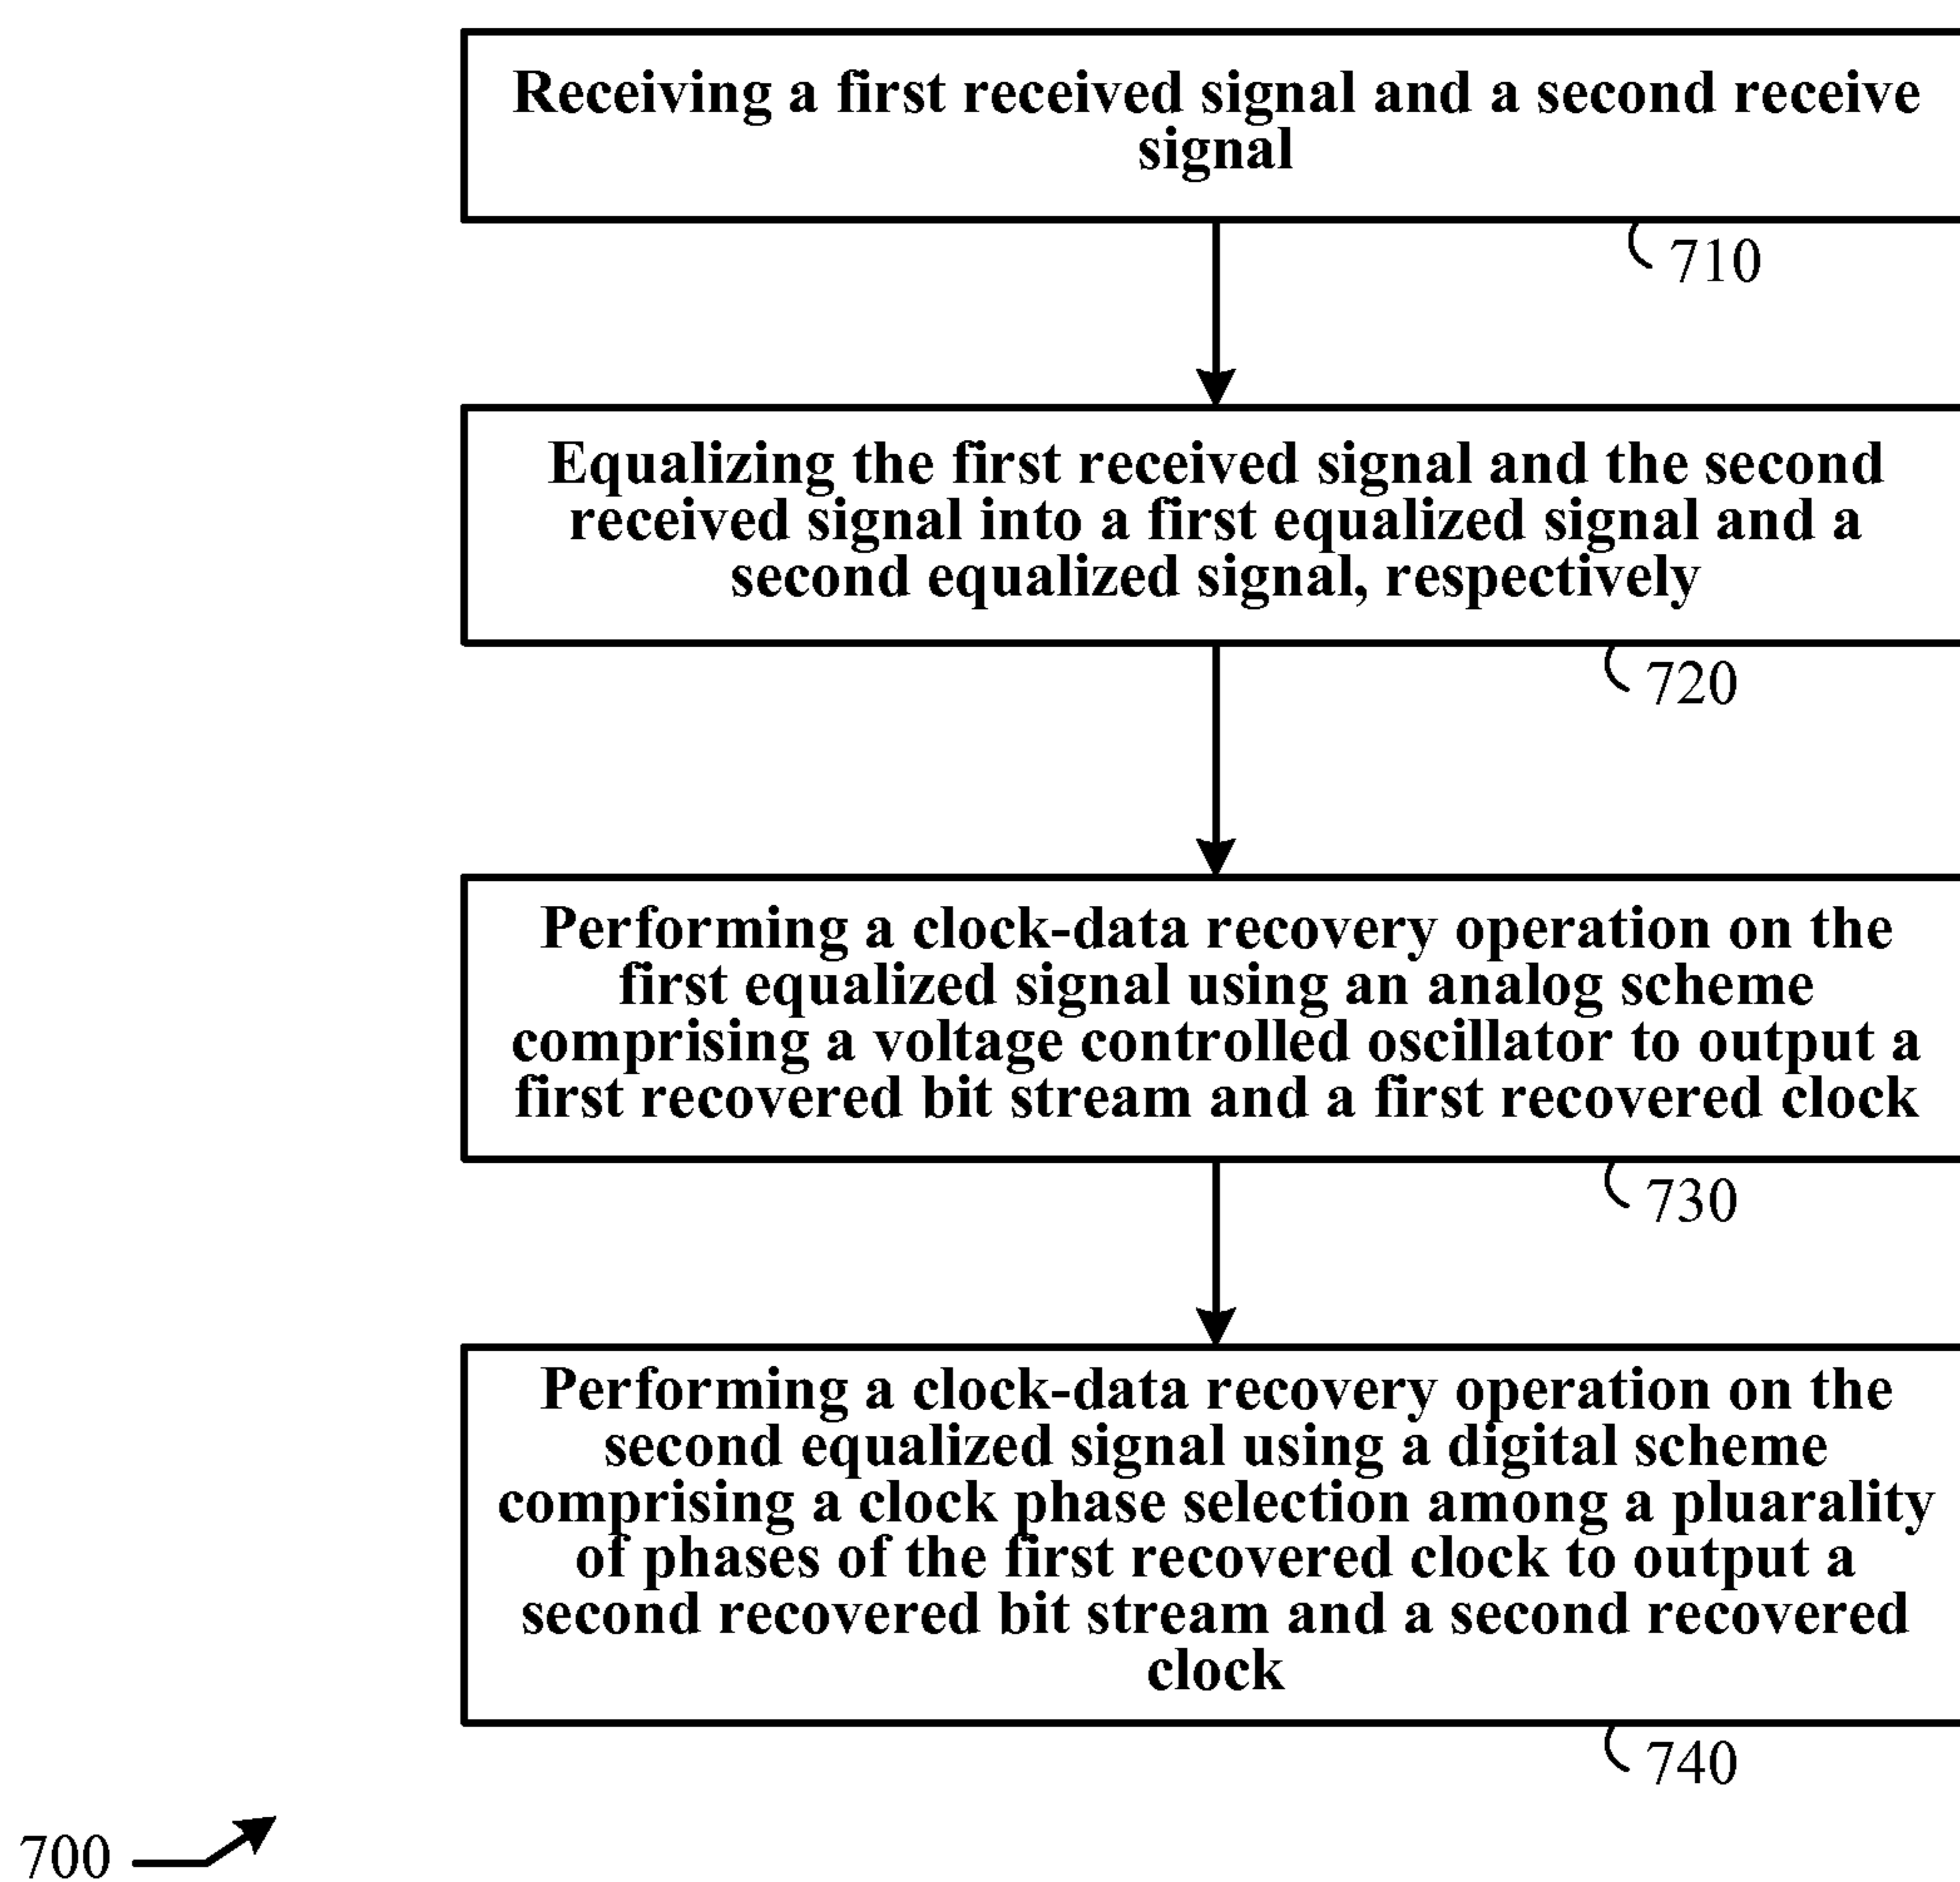 Receiving a first received signal and a second receive
signal
710
Equalizing the first received signal and the second
received signal into a first equalized signal and a
second equalized signal, respectively
720
Performing a clock-data recovery operation on the
first equalized signal using an analog scheme
comprising a voltage controlled oscillator to output a
first recovered bit stream and a first recovered clock
730
Performing a clock-data recovery operation on the
second equalized signal using a digital scheme
comprising a clock phase selection among a pluarality
of phases of the first recovered clock to output a
second recovered bit stream and a second recovered
clock
740
700